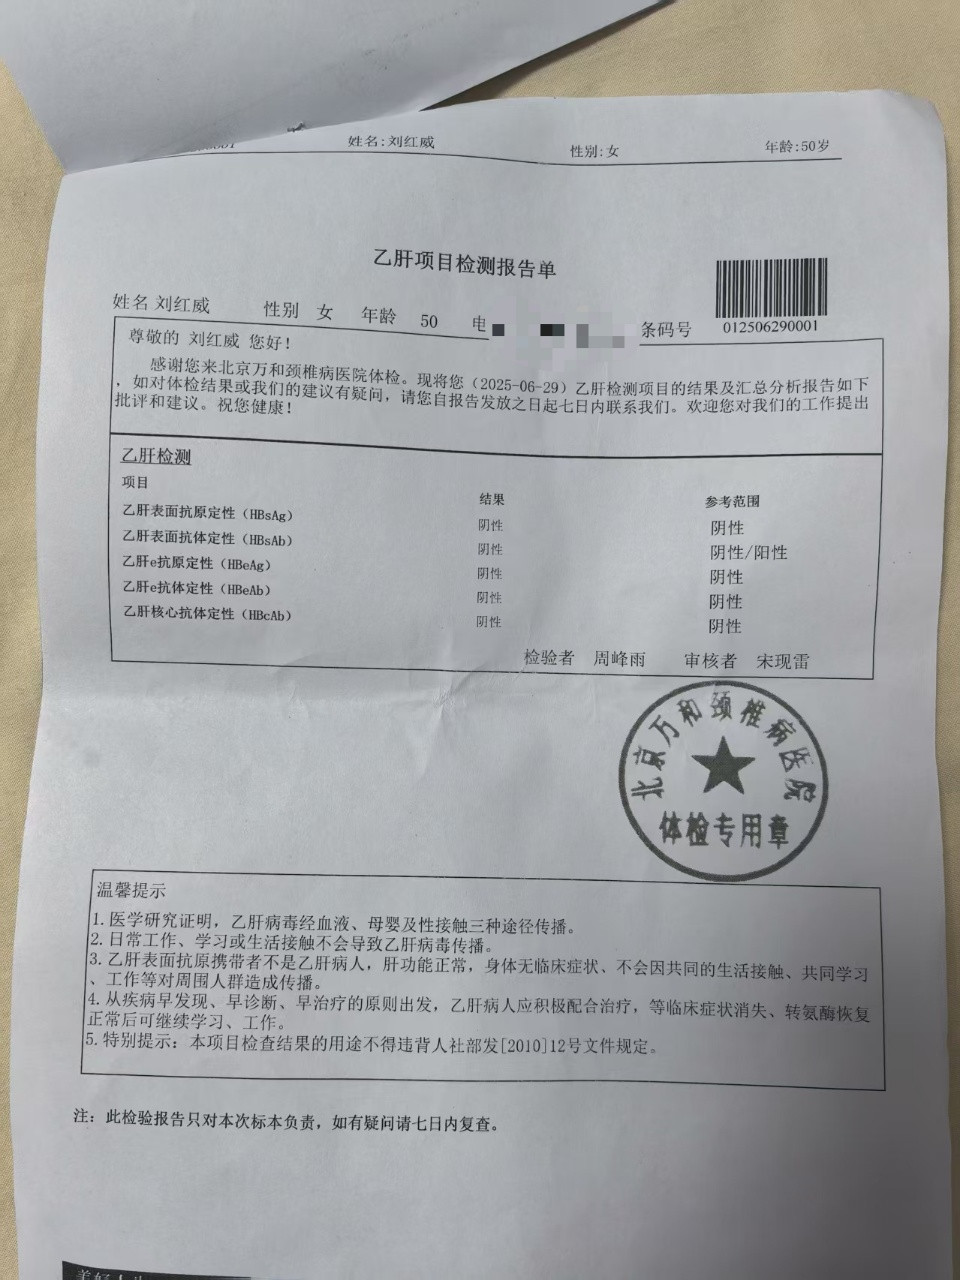 姓名:刘红威 性别:女 年龄:50岁
乙肝项目检测报告单
012506290001
姓名 刘红威 性别 女 年龄 50 电 条码号
尊敬的 刘红威 您好！
感谢您来北京万和颈椎病医院体检。现将您（2025-06-29）乙肝检测项目的结果及汇总分析报告如下
，如对体检结果或我们的建议有疑问，请您自报告发放之日起七日内联系我们。欢迎您对我们的工作提出
批评和建议。祝您健康！
乙肝检测
项目 结果 参考范围
乙肝表面抗原定性（HBsAg） 阴性 阴性
乙肝表面抗体定性（HBsAb） 阴性 阴性/阳性
乙肝e抗原定性（HBeAg） 阴性 阴性
乙肝e抗体定性（HBeAb） 阴性 阴性
乙肝核心抗体定性（HBcAb） 阴性 阴性
检验者 周峰雨 审核者 宋现雷
北京万和颈椎病医院
体检专用章
温馨提示
1.医学研究证明，乙肝病毒经血液、母婴及性接触三种途径传播。
2.日常工作、学习或生活接触不会导致乙肝病毒传播。
3.乙肝表面抗原携带者不是乙肝病人，肝功能正常，身体无临床症状、不会因共同的生活接触、共同学习
、工作等对周围人群造成传播。
4.从疾病早发现、早诊断、早治疗的原则出发，乙肝病人应积极配合治疗，等临床症状消失、转氨酶恢复
正常后可继续学习、工作。
5.特别提示：本项目检查结果的用途不得违背人社部发[2010]12号文件规定。
注：此检验报告只对本次标本负责，如有疑问请七日内复查。